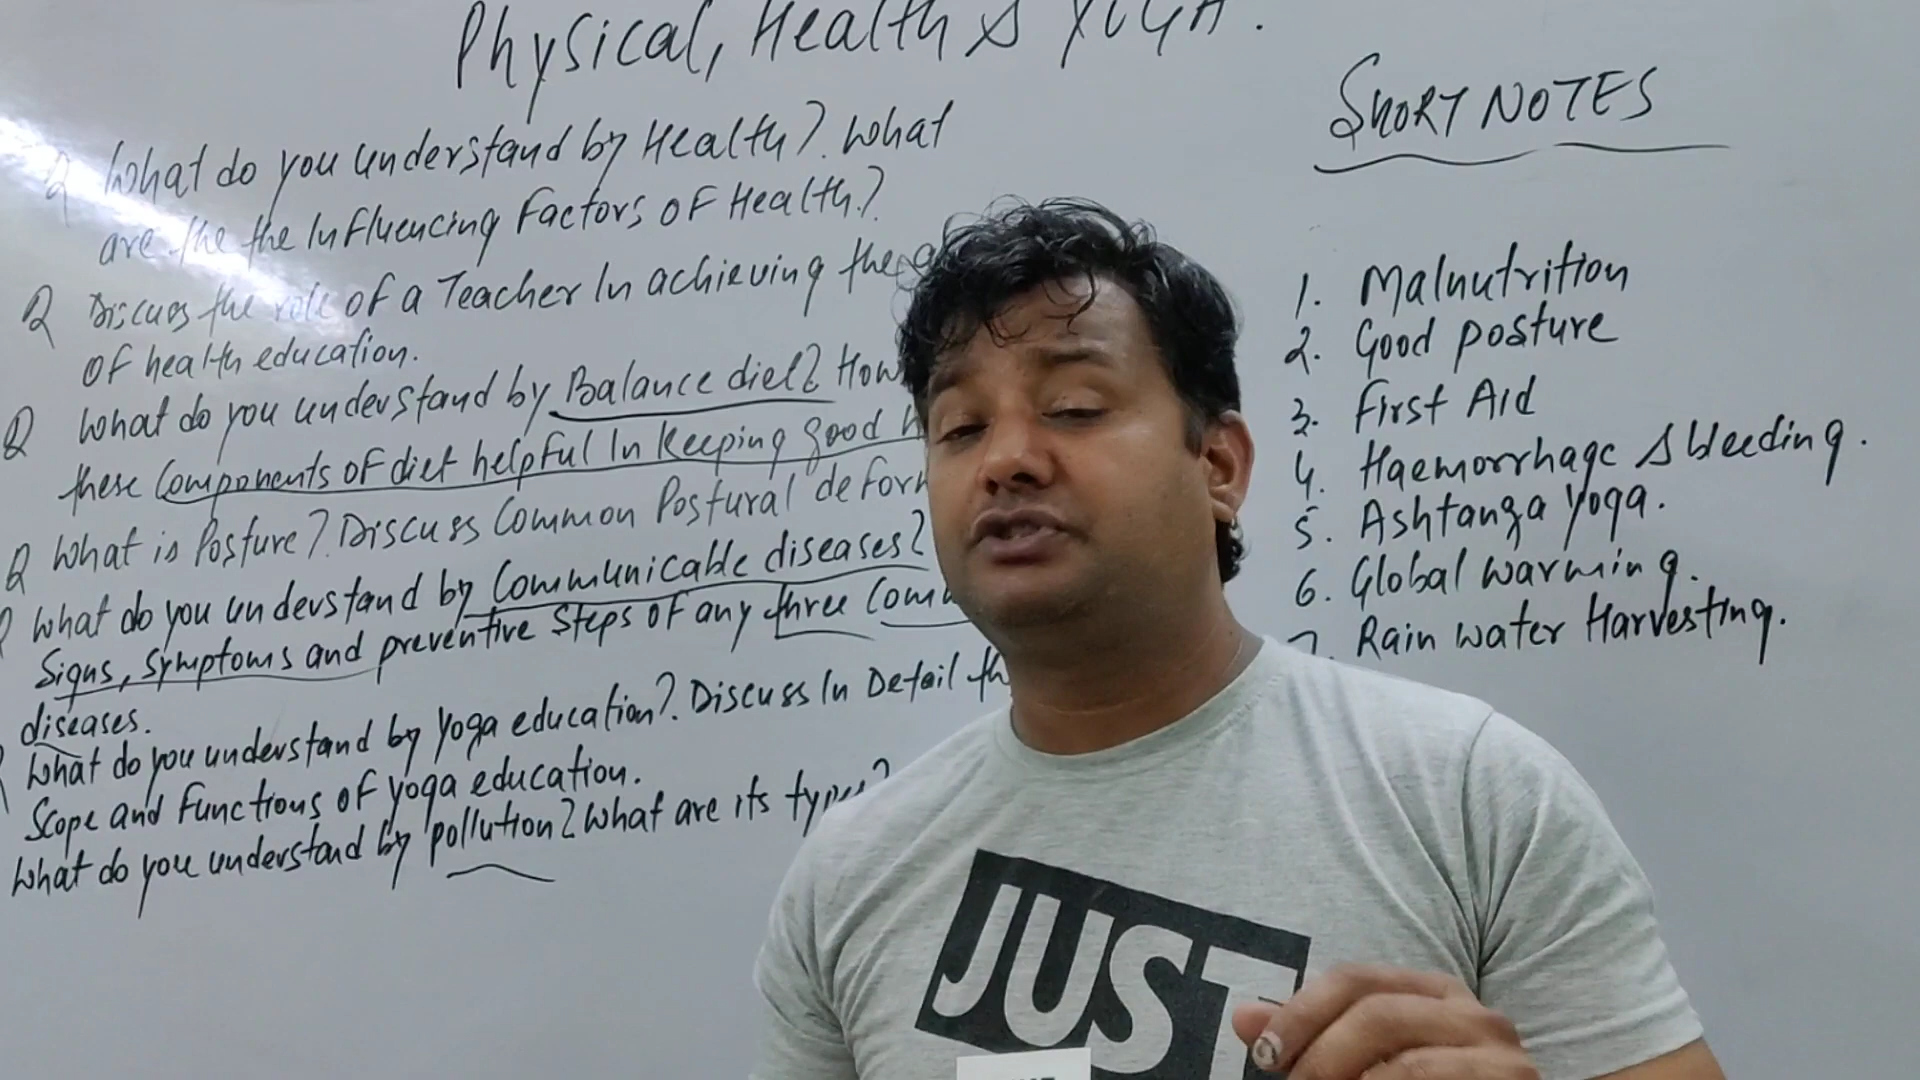 Physical, Health & YOGA.
Q What do you understand by Health? What
are the the Influencing Factors of Health?
Q Discuss the role of a Teacher In achieving the
of health education.
Q What do you understand by Balance diet? How
these Components of diet helpful In keeping good
Q What is Posture? Discuss Common Postural
What do you understand by Communicable diseases?
Signs, symptoms and preventive steps of any three
diseases.
What do you understand by Yoga education? Discuss In Detail
Scope and Functions of yoga education.
What do you understand by pollution? What are its
SHORT NOTES
1. Malnutrition
2. Good posture
3. First Aid
4. Haemorrhage & bleeding.
5. Ashtanga Yoga.
6. Global warming.
7. Rain water Harvesting.
JUST